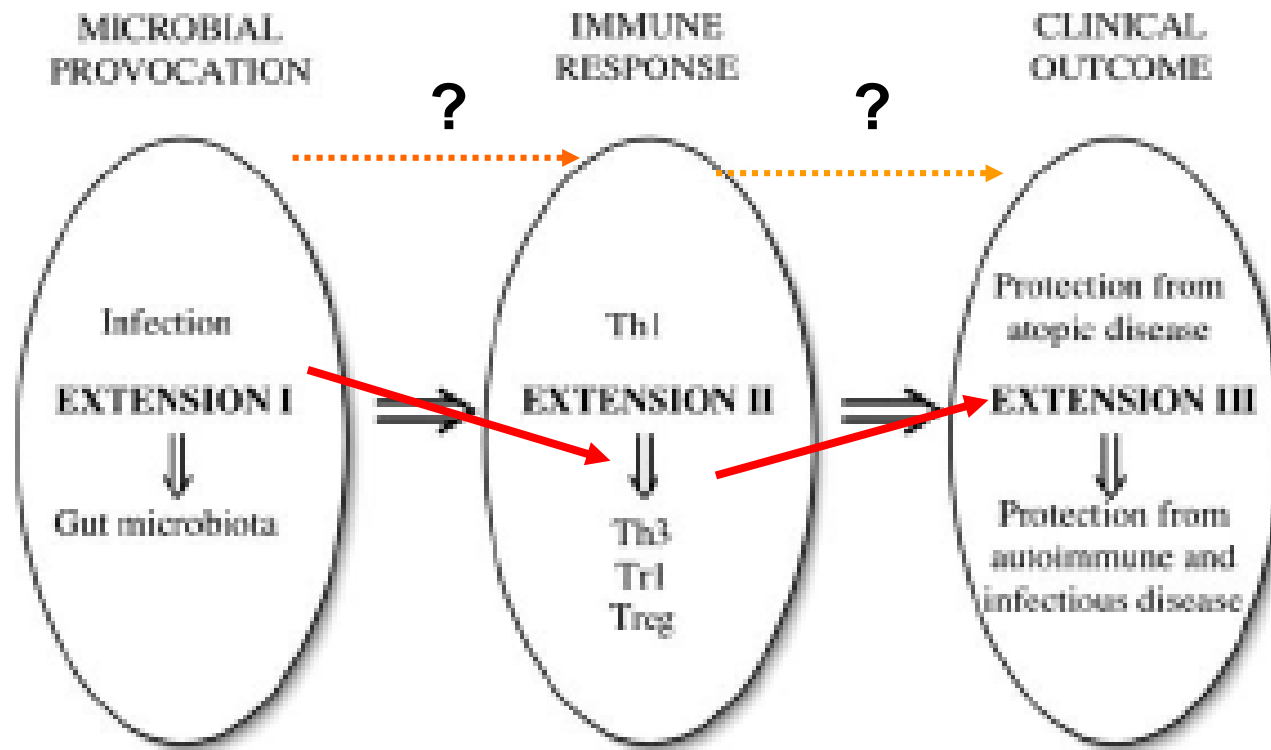 MICROBIAL
PROVOCATION
IMMUNE
RESPONSE
CLINICAL
OUTCOME
?
?
Infection
EXTENSION I
Gut microbiota
Th1
EXTENSION II
Th3
Tr1
Treg
Protection from
atopic disease
EXTENSION III
Protection from
autoimmune and
infectious disease